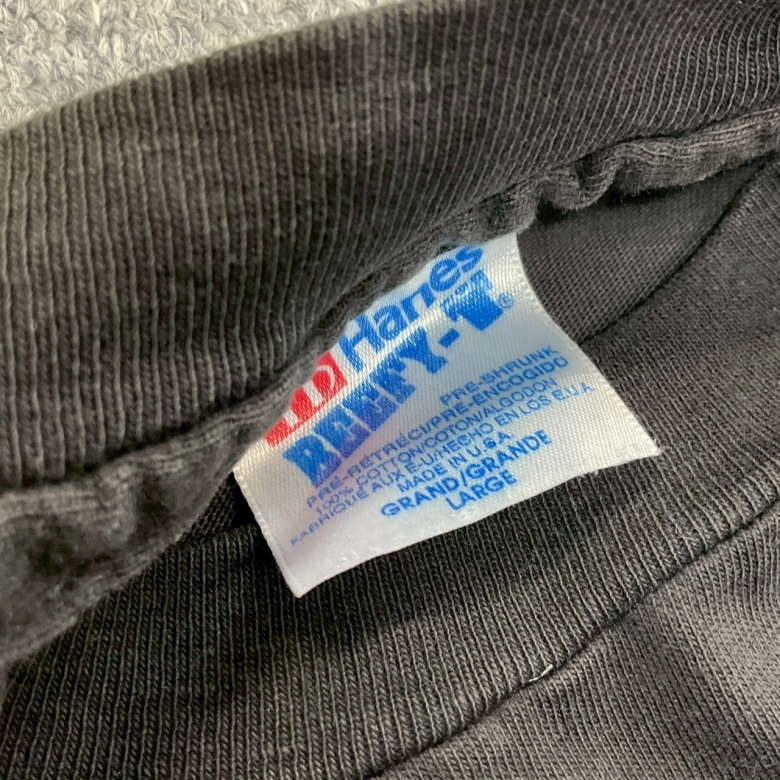 Hanes
BEEFY-T®
PRE-SHRUNK
PRÉ-RÉTRÉCI/PRE-ENCOGIDO
100% COTTON/COTON/ALGODON
FABRIQUÉ AUX É-U/HECHO EN LOS E.U.A.
MADE IN U.S.A.
GRAND/GRANDE
LARGE